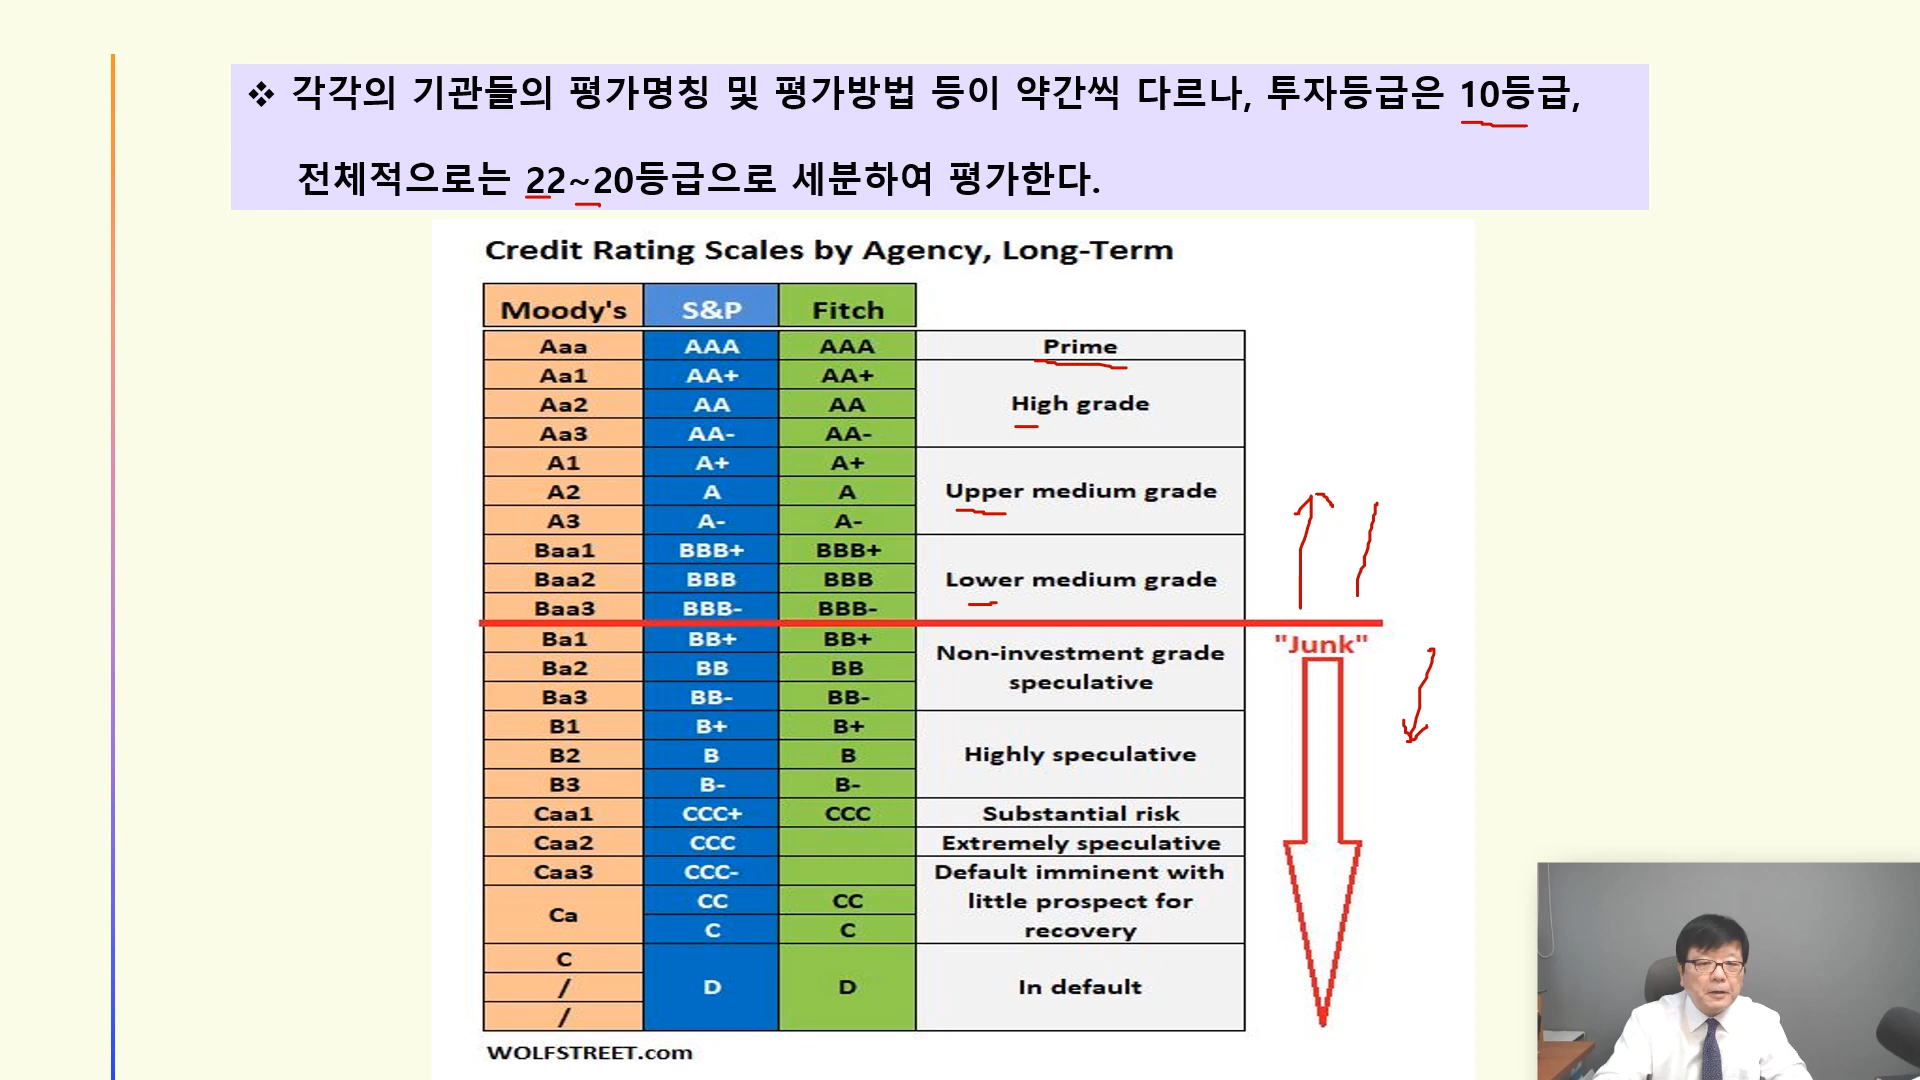 ❖ 각각의 기관들의 평가명칭 및 평가방법 등이 약간씩 다르나, 투자등급은 10등급,
전체적으로는 22~20등급으로 세분하여 평가한다.
Credit Rating Scales by Agency, Long-Term
Moody's S&P Fitch
Aaa AAA AAA Prime
Aa1 AA+ AA+
Aa2 AA AA High grade
Aa3 AA- AA-
A1 A+ A+
A2 A A Upper medium grade
A3 A- A-
Baa1 BBB+ BBB+
Baa2 BBB BBB Lower medium grade
Baa3 BBB- BBB-
"Junk"
Ba1 BB+ BB+
Ba2 BB BB Non-investment grade
Ba3 BB- BB- speculative
B1 B+ B+
B2 B B Highly speculative
B3 B- B-
Caa1 CCC+ CCC Substantial risk
Caa2 CCC Extremely speculative
Caa3 CCC- Default imminent with
Ca CC CC little prospect for
C C recovery
C
/ D D In default
/
WOLFSTREET.com